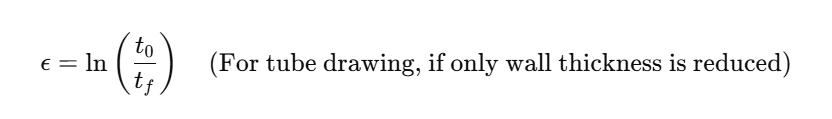 ϵ = ln(t₀/t_f) (For tube drawing, if only wall thickness is reduced)